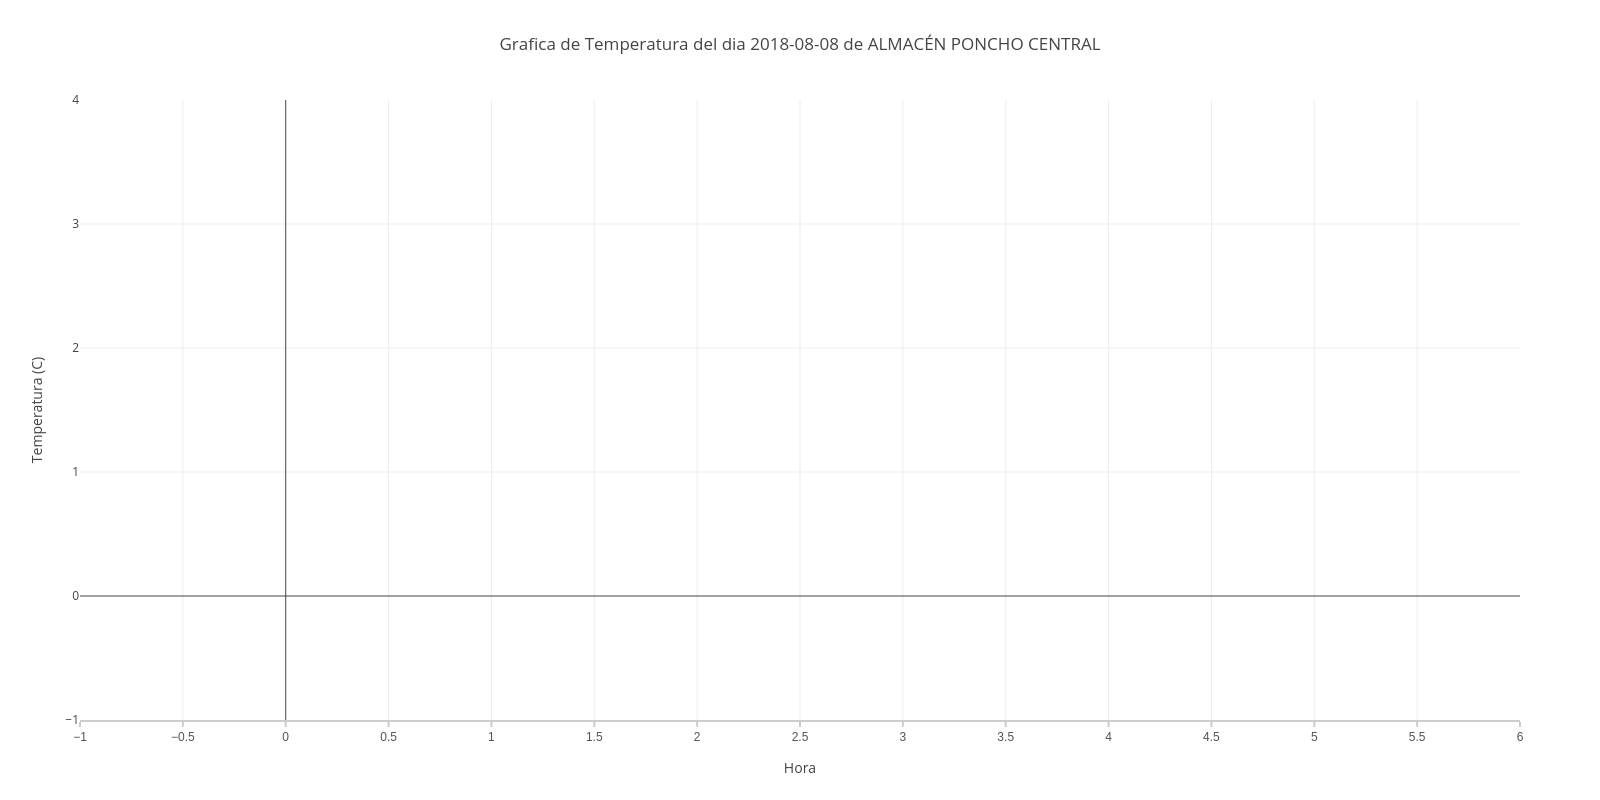 Grafica de Temperatura del dia 2018-08-08 de ALMACÉN PONCHO CENTRAL
4
3
2
1
0
−1
Temperatura (C)
−1 −0.5 0 0.5 1 1.5 2 2.5 3 3.5 4 4.5 5 5.5 6
Hora